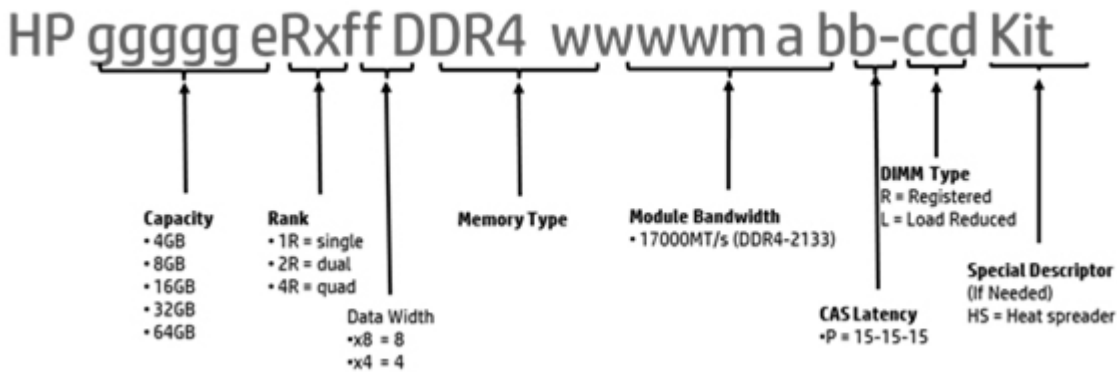 HP ggggg eRxff DDR4 wwwwm a bb-ccd Kit
Capacity
• 4GB
• 8GB
• 16GB
• 32GB
• 64GB
Rank
• 1R = single
• 2R = dual
• 4R = quad
Data Width
•x8 = 8
•x4 = 4
Memory Type
Module Bandwidth
• 17000MT/s (DDR4-2133)
CAS Latency
•P = 15-15-15
DIMM Type
R = Registered
L = Load Reduced
Special Descriptor
(If Needed)
HS = Heat spreader